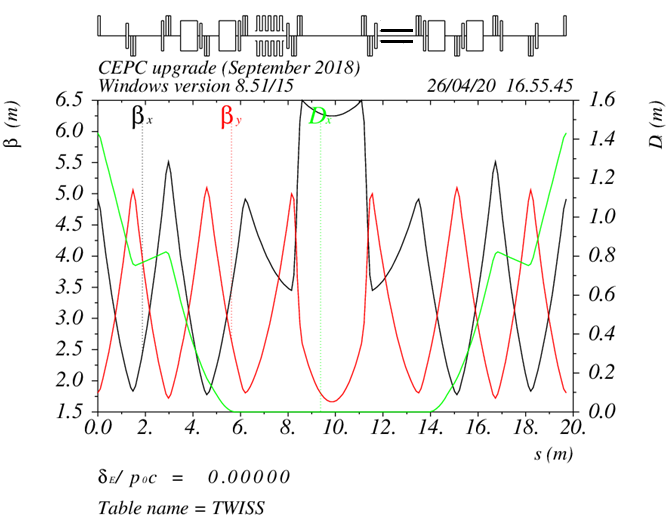 CEPC upgrade (September 2018)
Windows version 8.51/15 26/04/20 16.55.45
β (m)
6.5
6.0
5.5
5.0
4.5
4.0
3.5
3.0
2.5
2.0
1.5
βx βy Dx
1.6
1.4
1.2
1.0
0.8
0.6
0.4
0.2
0.0
D (m)
0.0 2. 4. 6. 8. 10. 12. 14. 16. 18. 20.
s (m)
δE/ p0c = 0.00000
Table name = TWISS